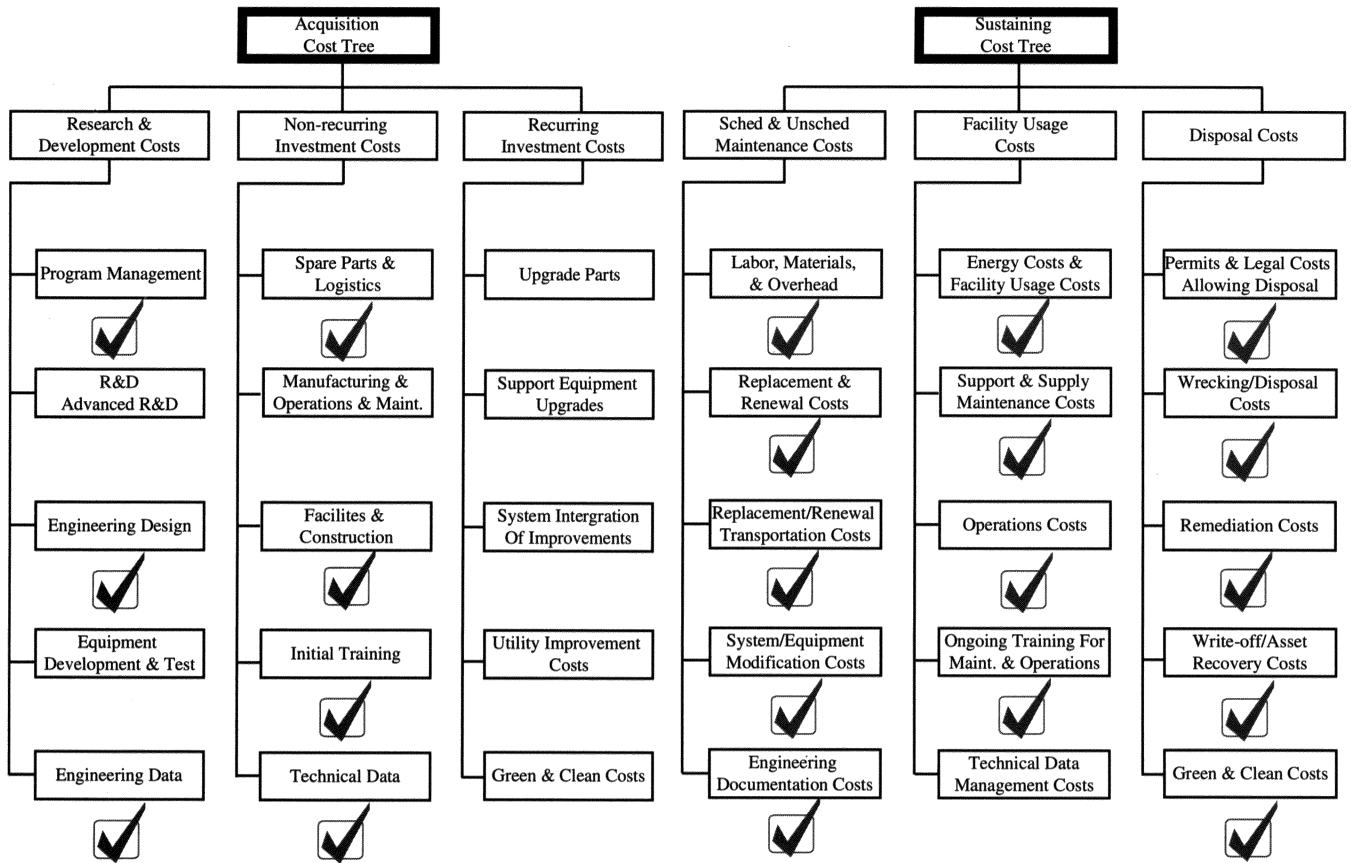 Acquisition
Cost Tree
Sustaining
Cost Tree
Research &
Development Costs
Non-recurring
Investment Costs
Recurring
Investment Costs
Sched & Unsched
Maintenance Costs
Facility Usage
Costs
Disposal Costs
Program Management
Spare Parts &
Logistics
Upgrade Parts
Labor, Materials,
& Overhead
Energy Costs &
Facility Usage Costs
Permits & Legal Costs
Allowing Disposal
R&D
Advanced R&D
Manufacturing &
Operations & Maint.
Support Equipment
Upgrades
Replacement &
Renewal Costs
Support & Supply
Maintenance Costs
Wrecking/Disposal
Costs
Engineering Design
Facilites &
Construction
System Intergration
Of Improvements
Replacement/Renewal
Transportation Costs
Operations Costs
Remediation Costs
Equipment
Development & Test
Initial Training
Utility Improvement
Costs
System/Equipment
Modification Costs
Ongoing Training For
Maint. & Operations
Write-off/Asset
Recovery Costs
Engineering Data
Technical Data
Green & Clean Costs
Engineering
Documentation Costs
Technical Data
Management Costs
Green & Clean Costs